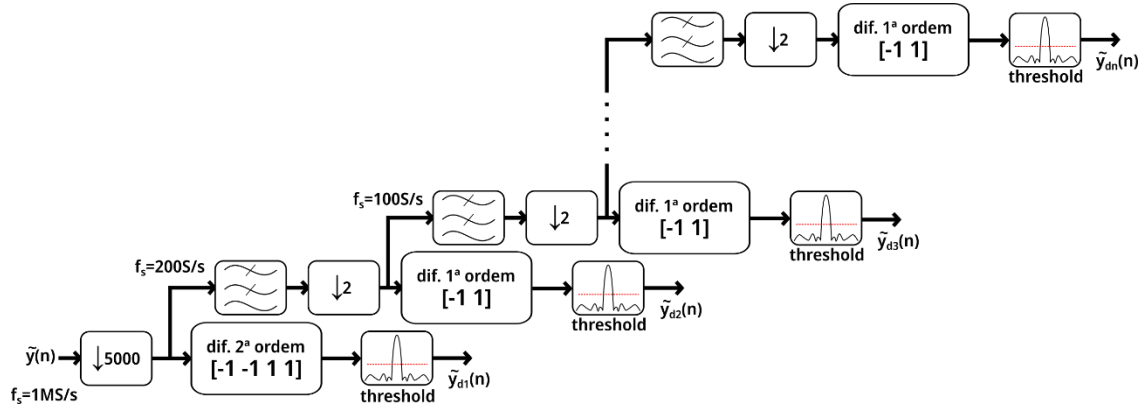 dif. 1ª ordem
[-1 1]
↓2
threshold
ỹdn(n)
fs=100S/s
↓2
dif. 1ª ordem
[-1 1]
threshold
ỹd3(n)
fs=200S/s
↓2
dif. 1ª ordem
[-1 1]
threshold
ỹd2(n)
ỹ(n)
↓5000
dif. 2ª ordem
[-1 -1 1 1]
threshold
ỹd1(n)
fs=1MS/s